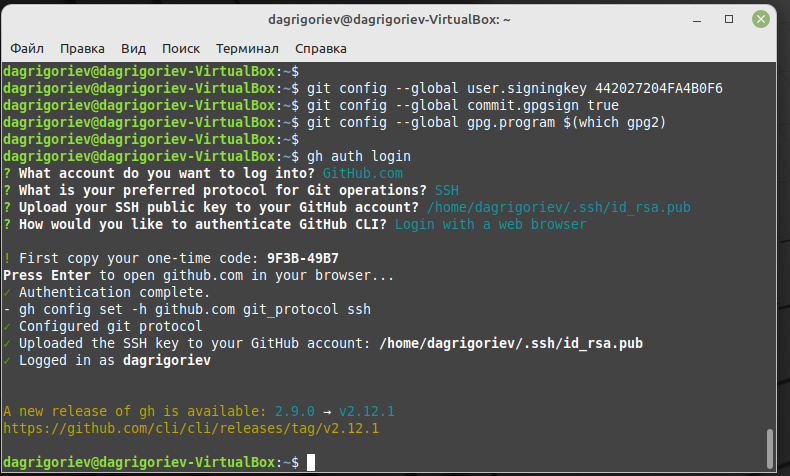 dagrigoriev@dagrigoriev-VirtualBox: ~
Файл Правка Вид Поиск Терминал Справка
dagrigoriev@dagrigoriev-VirtualBox:~$
dagrigoriev@dagrigoriev-VirtualBox:~$ git config --global user.signingkey 442027204FA4B0F6
dagrigoriev@dagrigoriev-VirtualBox:~$ git config --global commit.gpgsign true
dagrigoriev@dagrigoriev-VirtualBox:~$ git config --global gpg.program $(which gpg2)
dagrigoriev@dagrigoriev-VirtualBox:~$
dagrigoriev@dagrigoriev-VirtualBox:~$ gh auth login
? What account do you want to log into? GitHub.com
? What is your preferred protocol for Git operations? SSH
? Upload your SSH public key to your GitHub account? /home/dagrigoriev/.ssh/id_rsa.pub
? How would you like to authenticate GitHub CLI? Login with a web browser
! First copy your one-time code: 9F3B-49B7
Press Enter to open github.com in your browser...
✓ Authentication complete.
- gh config set -h github.com git_protocol ssh
✓ Configured git protocol
✓ Uploaded the SSH key to your GitHub account: /home/dagrigoriev/.ssh/id_rsa.pub
✓ Logged in as dagrigoriev
A new release of gh is available: 2.9.0 → v2.12.1
https://github.com/cli/cli/releases/tag/v2.12.1
dagrigoriev@dagrigoriev-VirtualBox:~$